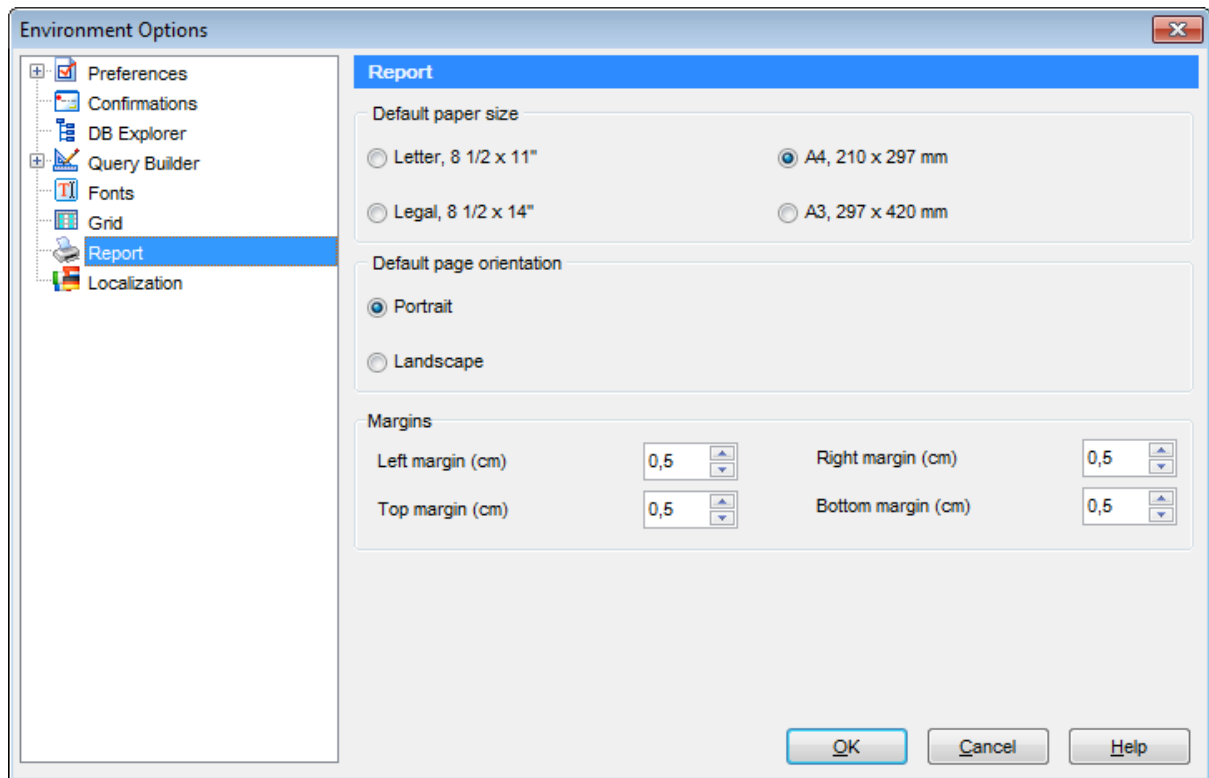 Environment Options
Preferences
Confirmations
DB Explorer
Query Builder
Fonts
Grid
Report
Localization
Report
Default paper size
Letter, 8 1/2 x 11"
A4, 210 x 297 mm
Legal, 8 1/2 x 14"
A3, 297 x 420 mm
Default page orientation
Portrait
Landscape
Margins
Left margin (cm) 0,5
Right margin (cm) 0,5
Top margin (cm) 0,5
Bottom margin (cm) 0,5
OK Cancel Help